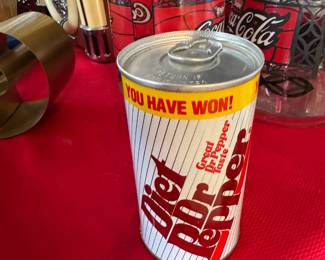 Coca-Cola
YOU HAVE WON!
Diet
Dr
Pepper
Great
Dr Pepper
Taste